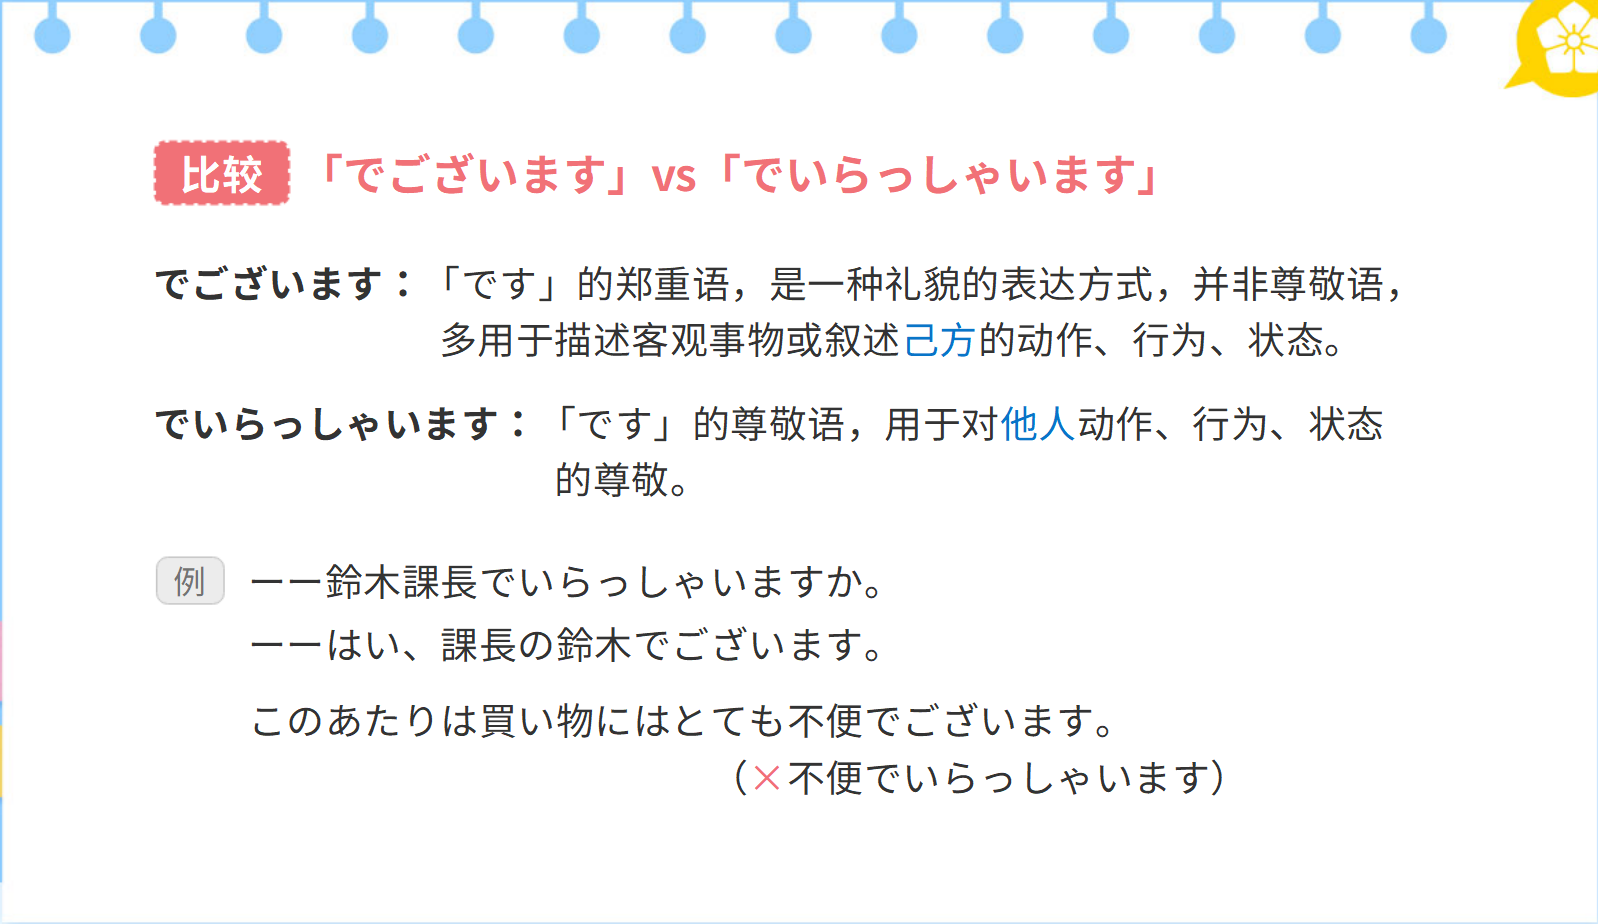 比较 「でございます」vs「でいらっしゃいます」
でございます：「です」的郑重语，是一种礼貌的表达方式，并非尊敬语，
多用于描述客观事物或叙述己方的动作、行为、状态。
でいらっしゃいます：「です」的尊敬语，用于对他人动作、行为、状态
的尊敬。
例 ーー鈴木課長でいらっしゃいますか。
ーーはい、課長の鈴木でございます。
このあたりは買い物にはとても不便でございます。
（×不便でいらっしゃいます）